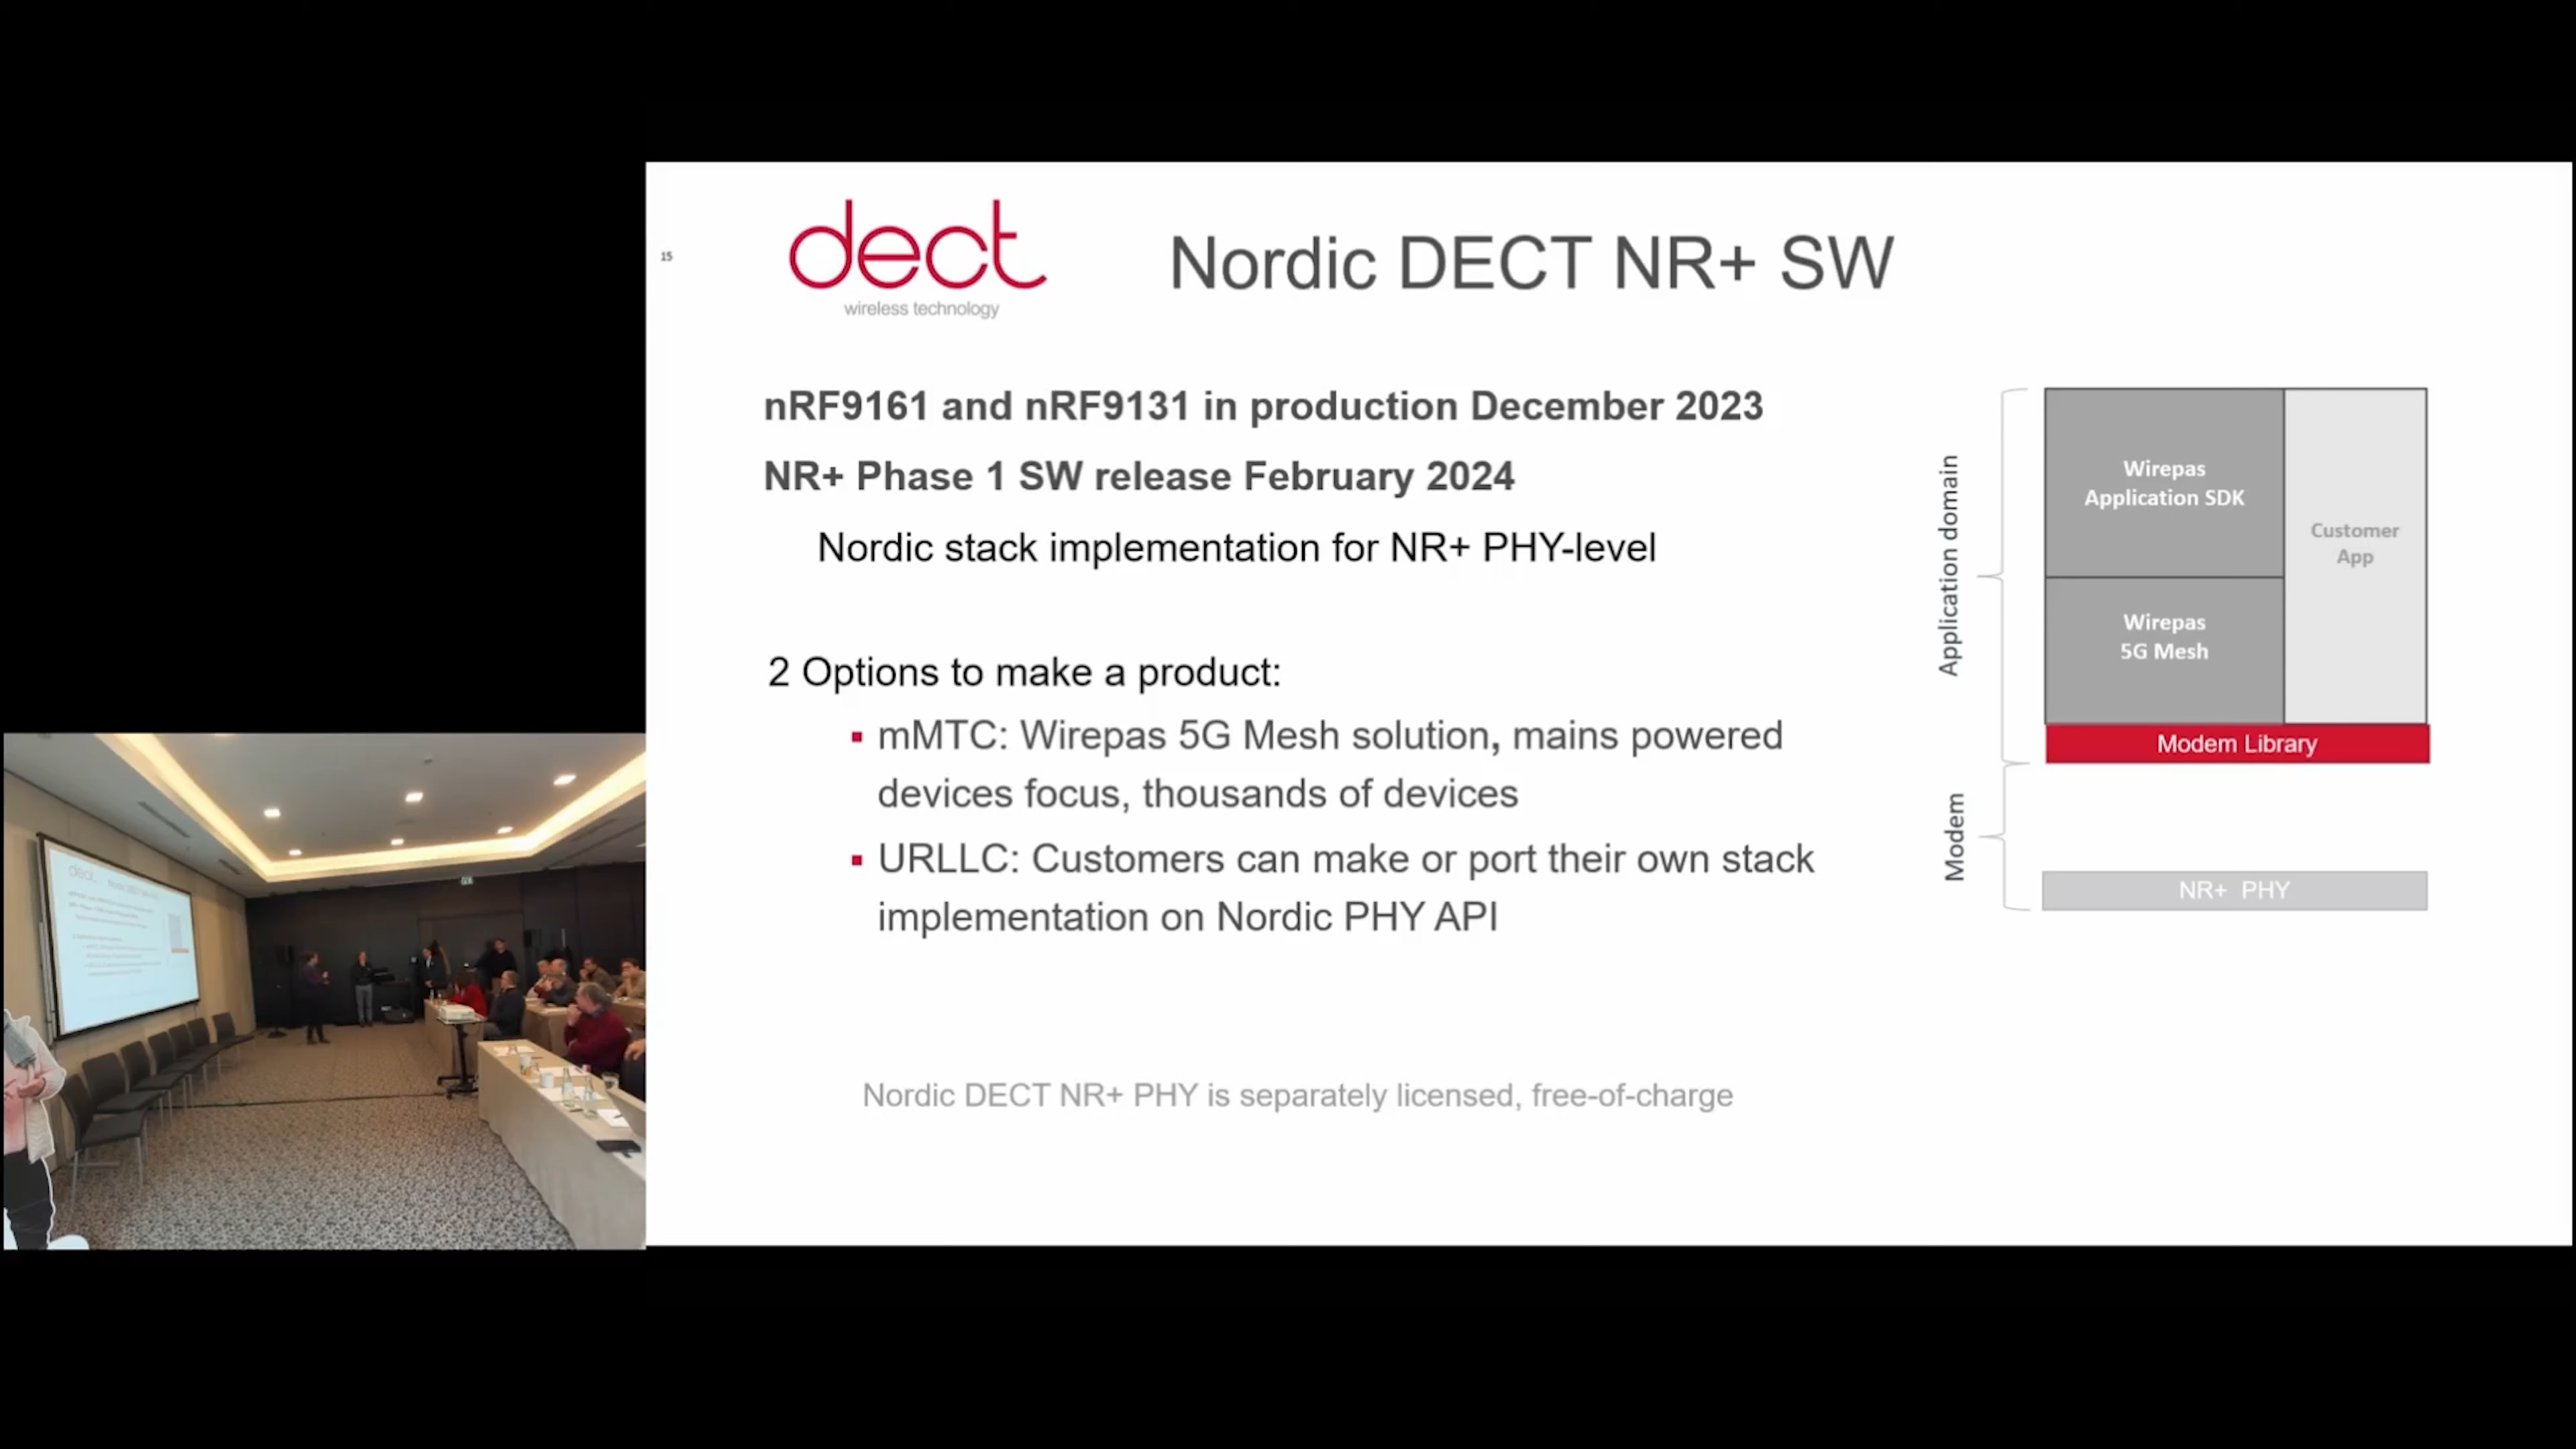 15
dect
wireless technology
Nordic DECT NR+ SW
nRF9161 and nRF9131 in production December 2023
NR+ Phase 1 SW release February 2024
Nordic stack implementation for NR+ PHY-level
2 Options to make a product:
▪ mMTC: Wirepas 5G Mesh solution, mains powered
devices focus, thousands of devices
▪ URLLC: Customers can make or port their own stack
implementation on Nordic PHY API
Nordic DECT NR+ PHY is separately licensed, free-of-charge
Application domain
Wirepas
Application SDK
Customer
App
Wirepas
5G Mesh
Modem Library
Modem
NR+ PHY